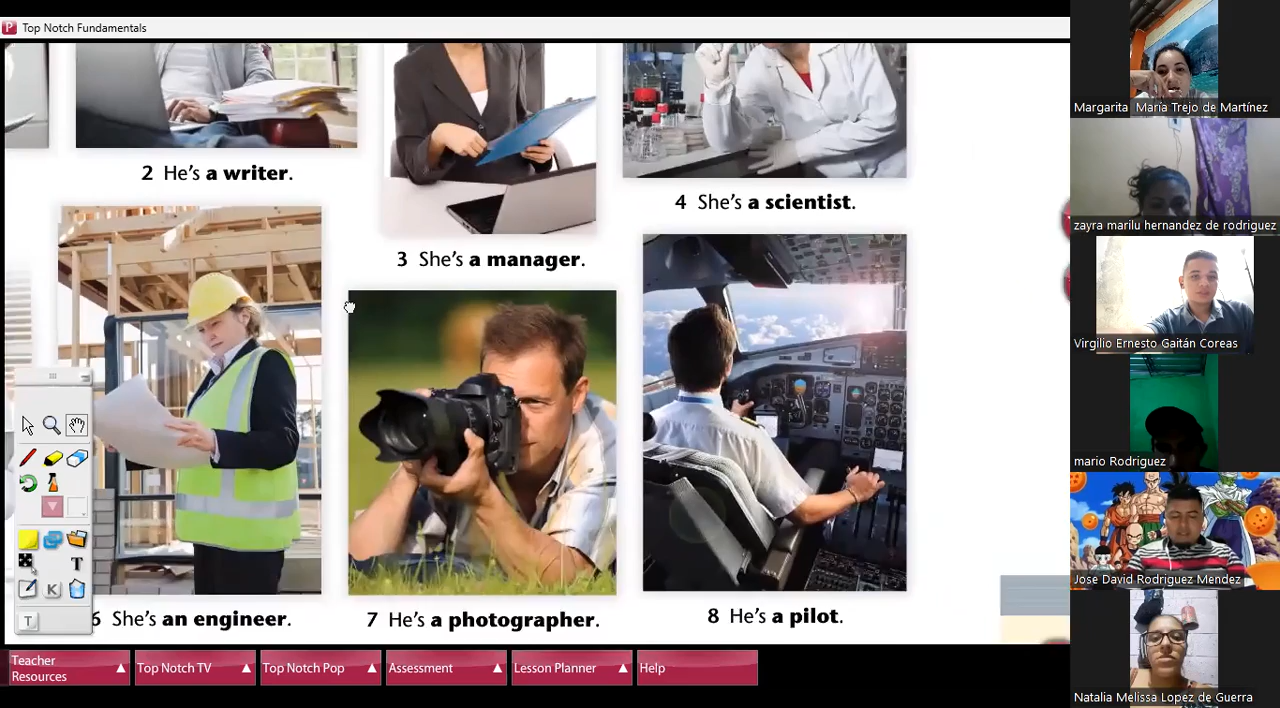 Top Notch Fundamentals
2 He's a writer.
3 She's a manager.
4 She's a scientist.
6 She's an engineer.
7 He's a photographer.
8 He's a pilot.
T
K
T
Teacher
Resources
Top Notch TV
Top Notch Pop
Assessment
Lesson Planner
Help
Margarita Maria Trejo de Martínez
zayra marilu hernandez de rodriguez
Virgilio Ernesto Gaitán Coreas
mario Rodriguez
Jose David Rodriguez Mendez
Natalia Melissa Lopez de Guerra